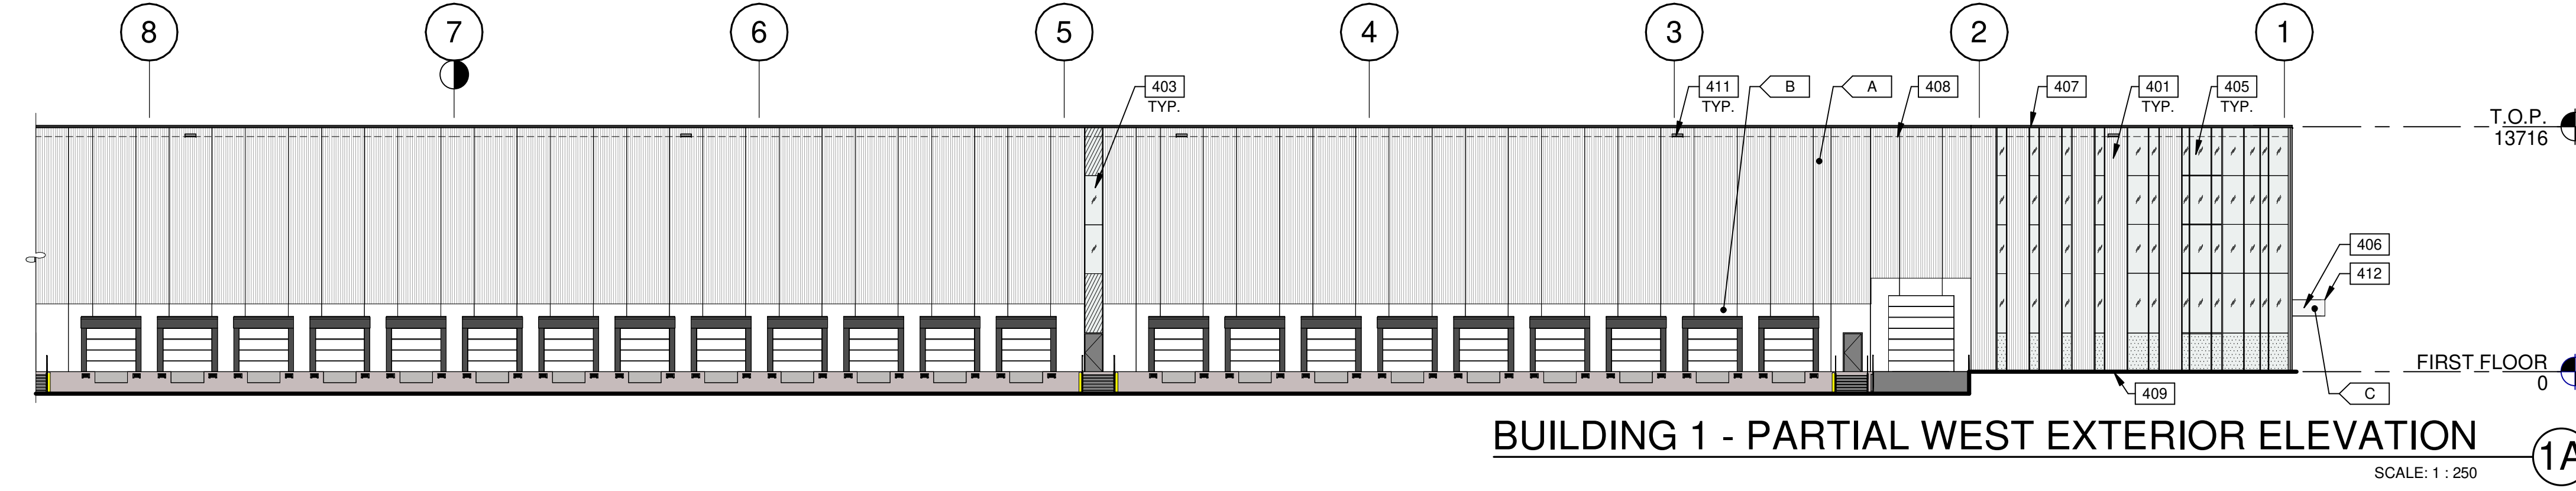 8 7 6 5 4 3 2 1
403
TYP.
411
TYP.
B
A
408
407
401
TYP.
405
TYP.
T.O.P.
13716
406
412
FIRST FLOOR
0
409
C
BUILDING 1 - PARTIAL WEST EXTERIOR ELEVATION
1A
SCALE: 1 : 250